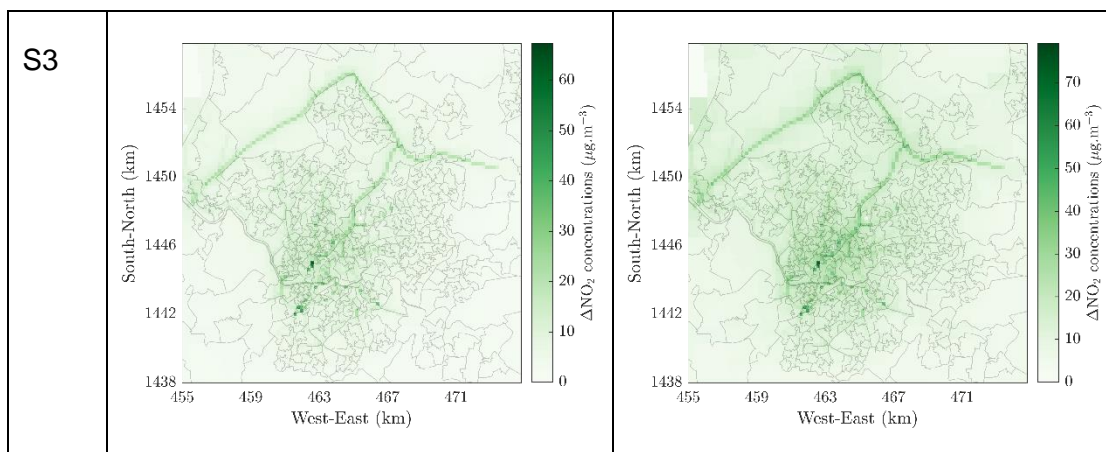 S3
60
50
40
30
20
10
0
ΔNO₂ concentrations (μg.m⁻³)
1454
1450
1446
1442
1438
South-North (km)
455 459 463 467 471
West-East (km)
70
60
50
40
30
20
10
0
ΔNO₂ concentrations (μg.m⁻³)
1454
1450
1446
1442
1438
South-North (km)
455 459 463 467 471
West-East (km)